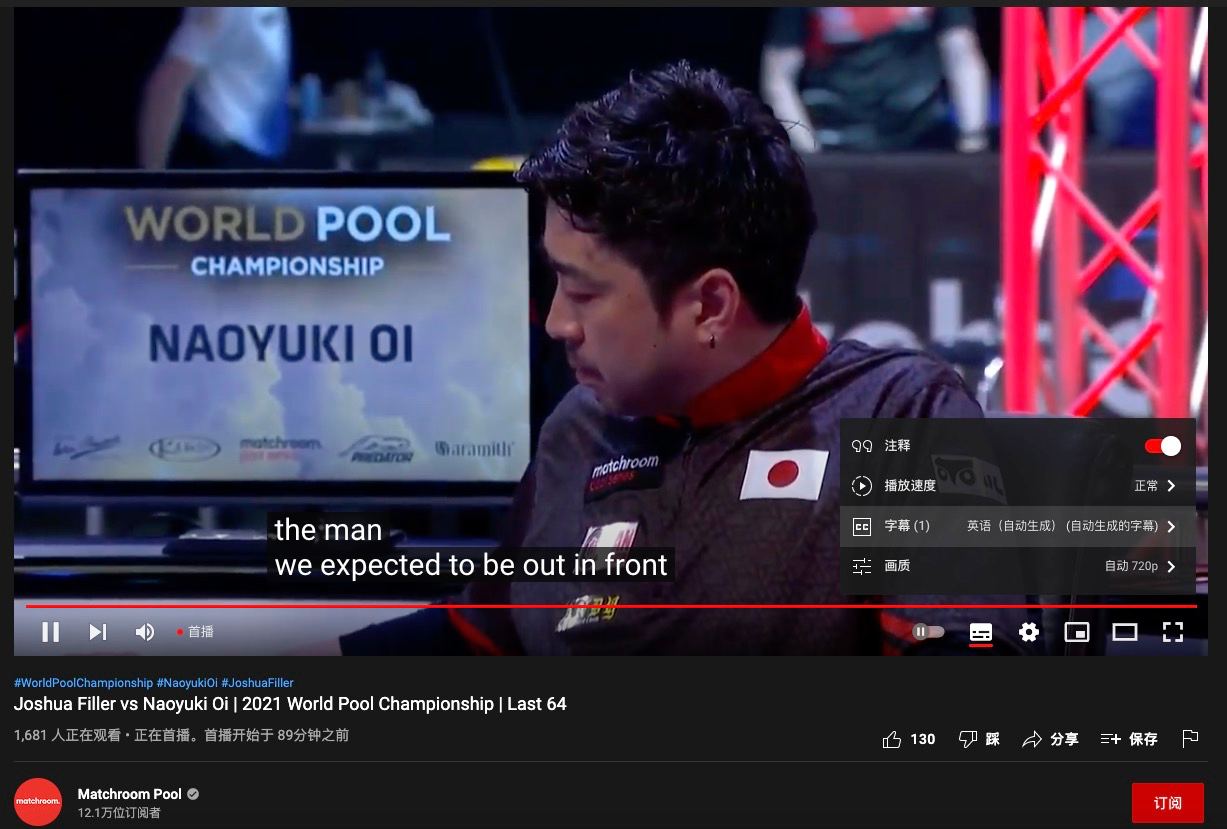 WORLD POOL
CHAMPIONSHIP
NAOYUKI OI
matchroom
PREDATOR
aramith
matchroom
注释
播放速度
正常
字幕 (1)
英语（自动生成） (自动生成的字幕)
画质
自动 720p
the man
we expected to be out in front
首播
#WorldPoolChampionship #NaoyukiOi #JoshuaFiller
Joshua Filler vs Naoyuki Oi | 2021 World Pool Championship | Last 64
1,681 人正在观看 • 正在首播。首播开始于 89分钟之前
130
踩
分享
保存
matchroom.
Matchroom Pool
12.1万位订阅者
订阅